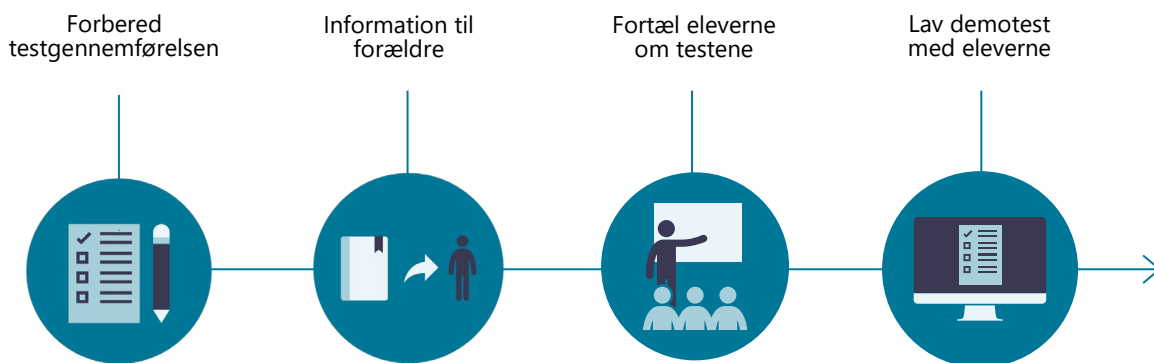 Forbered
testgennemførelsen
Information til
forældre
Fortæl eleverne
om testene
Lav demotest
med eleverne